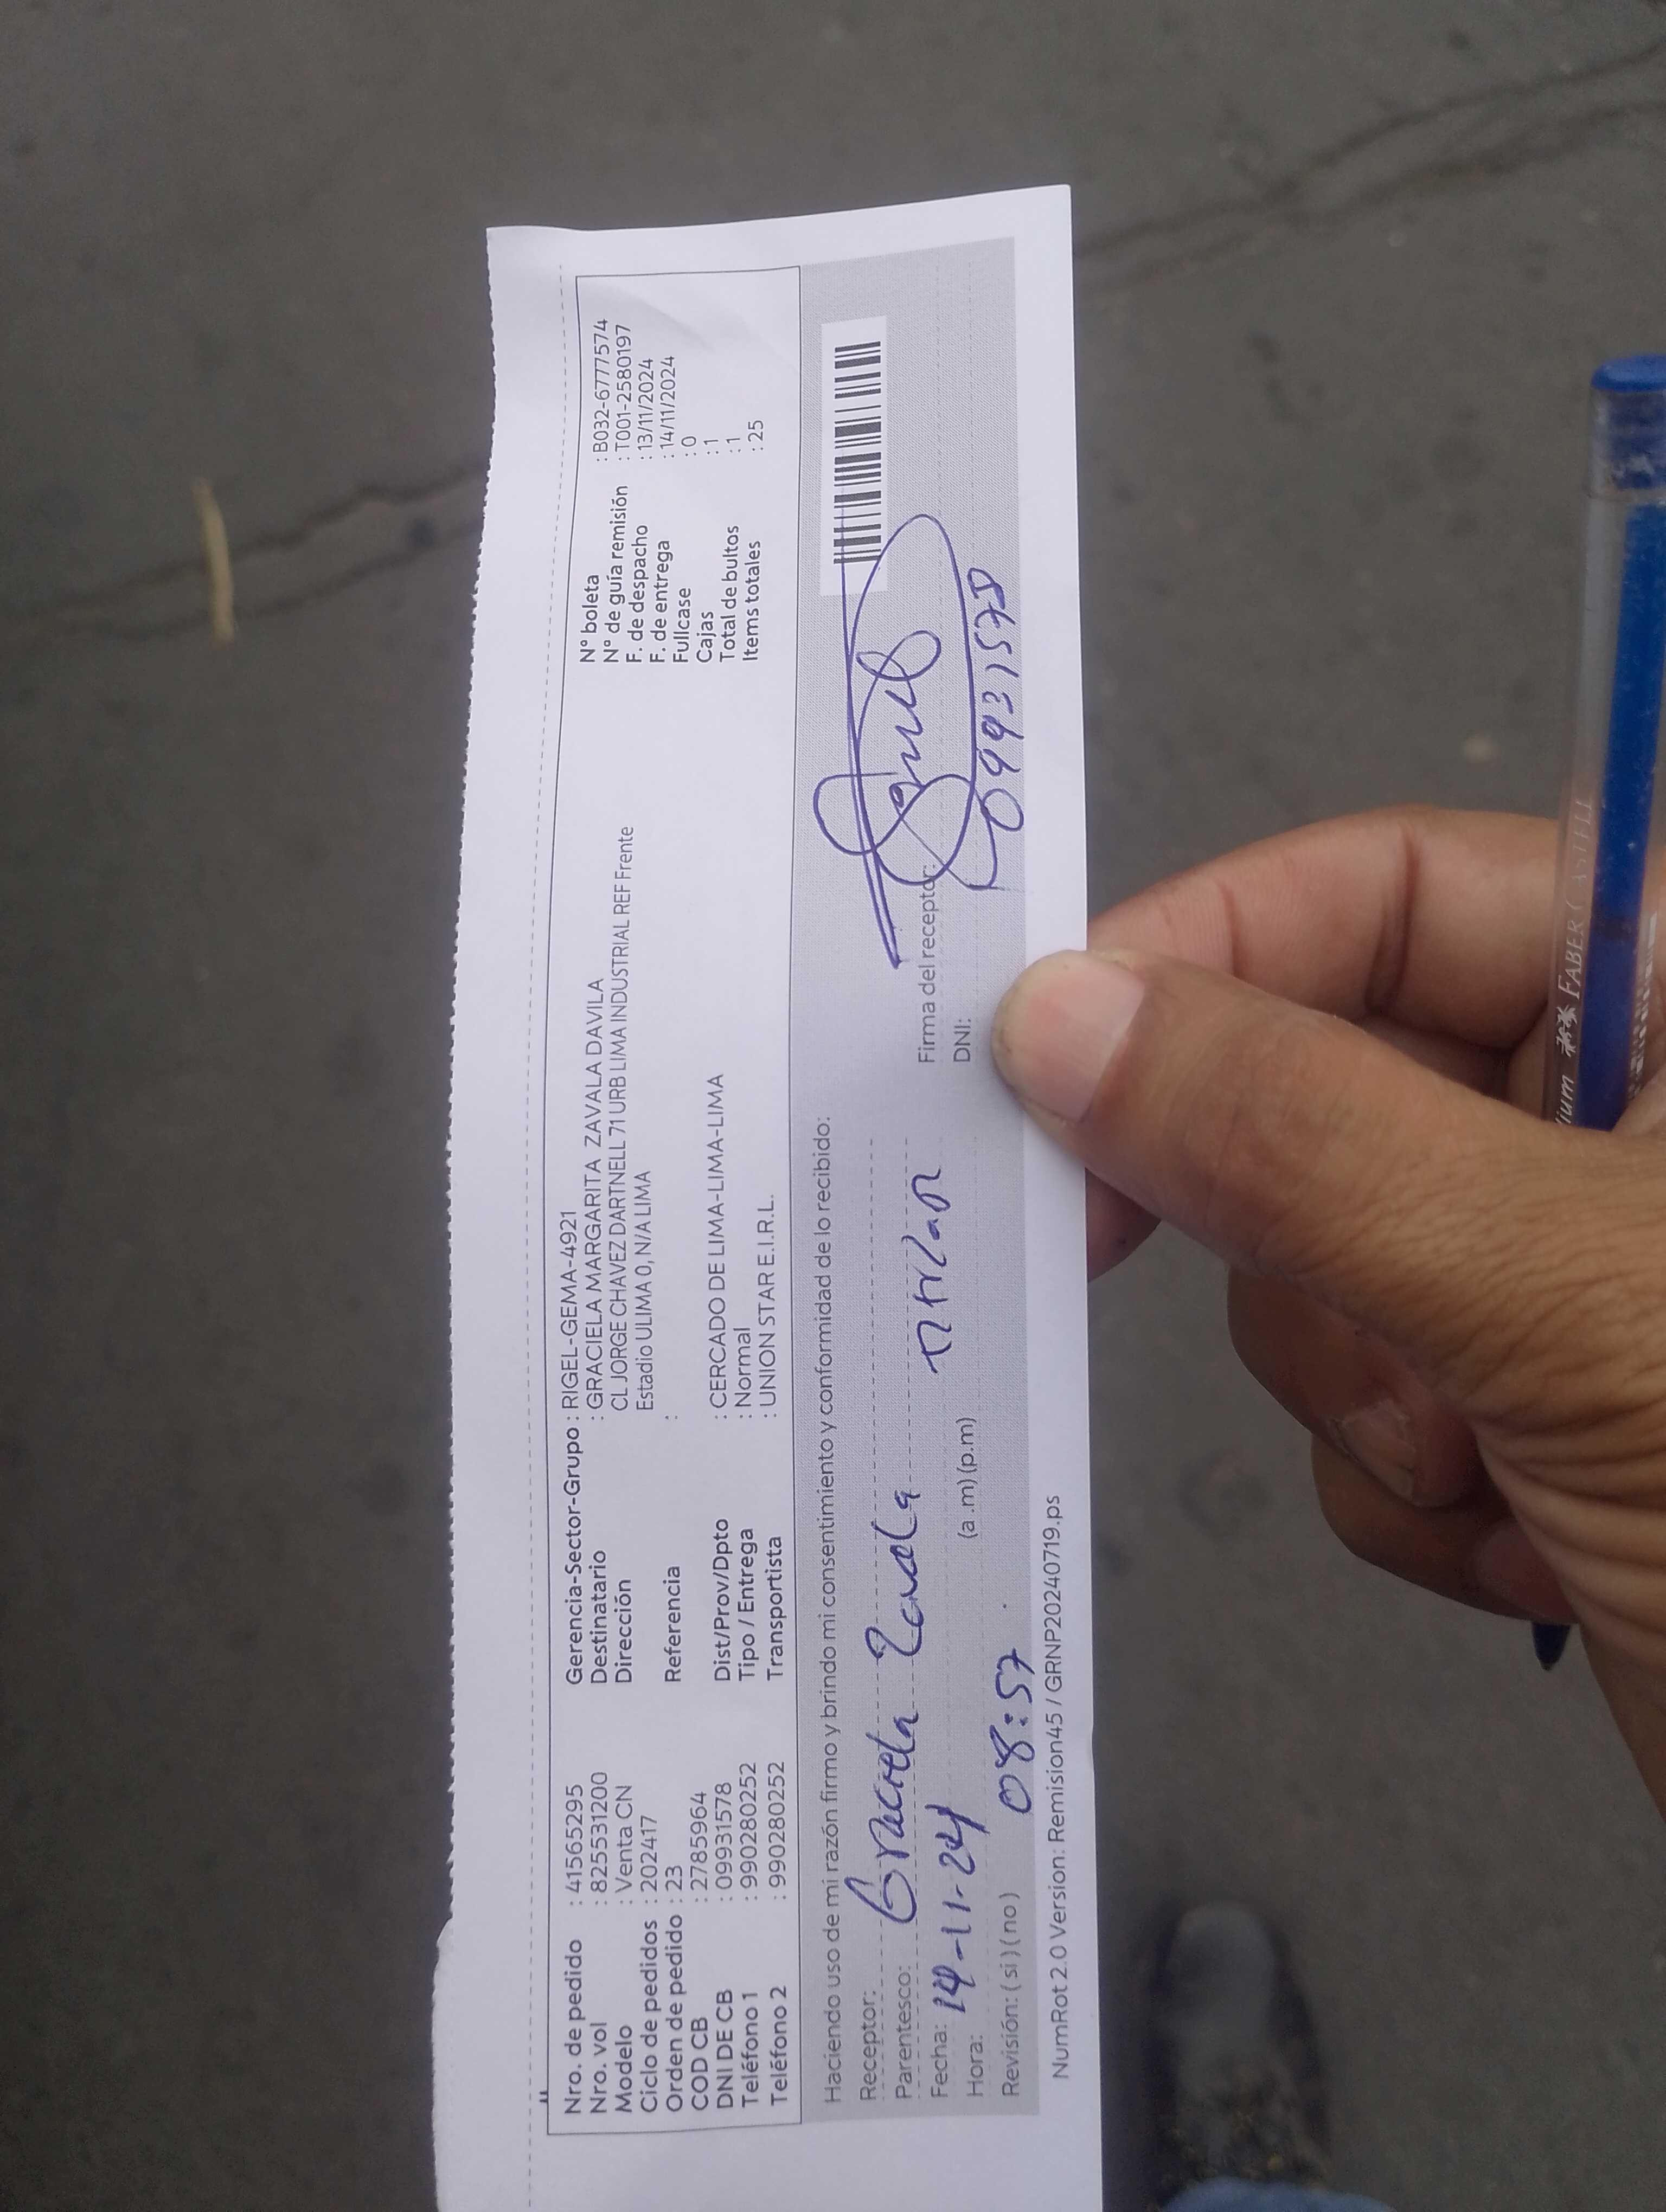 Nro. de pedido : 41565295 Gerencia-Sector-Grupo : RIGEL-GEMA-4921 N° boleta : B032-6777574
Nro. vol : 825531200 Destinatario : GRACIELA MARGARITA ZAVALA DAVILA N° de guía remisión : T001-2580197
Modelo : Venta CN Dirección CL JORGE CHAVEZ DARTNELL 71 URB LIMA INDUSTRIAL REF Frente F. de despacho : 13/11/2024
Ciclo de pedidos : 202417 Estadio ULIMA 0, N/A LIMA F. de entrega : 14/11/2024
Orden de pedido : 23 Referencia : Fullcase : 0
COD CB : 2785964 Cajas : 1
DNI DE CB : 09931578 Dist/Prov/Dpto : CERCADO DE LIMA-LIMA-LIMA Total de bultos : 1
Teléfono 1 : 990280252 Tipo / Entrega : Normal Items totales : 25
Teléfono 2 : 990280252 Transportista : UNION STAR E.I.R.L.
Haciendo uso de mi razón firmo y brindo mi consentimiento y conformidad de lo recibido:
Receptor: Graciela Zavala
Parentesco: Titular
Fecha: 14-11-24 Firma del receptor:
Hora: 08:57 (a .m) (p.m) DNI: 09931578
Revisión: ( si ) ( no )
NumRot 2.0 Version: Remision45 / GRNP20240719.ps
FABER CASTELL